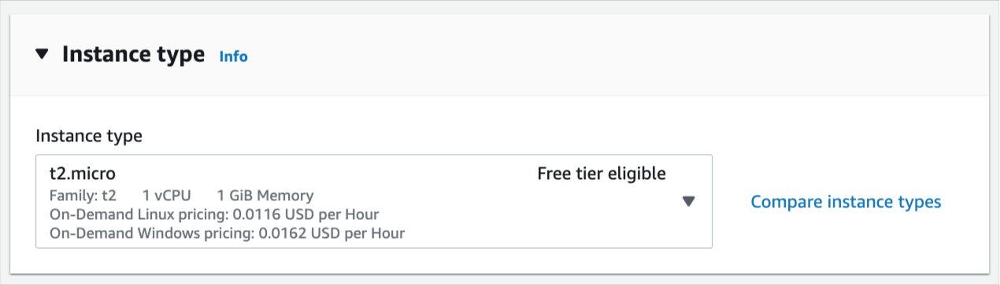 Instance type Info
Instance type
t2.micro Free tier eligible
Family: t2 1 vCPU 1 GiB Memory
On-Demand Linux pricing: 0.0116 USD per Hour
Compare instance types
On-Demand Windows pricing: 0.0162 USD per Hour